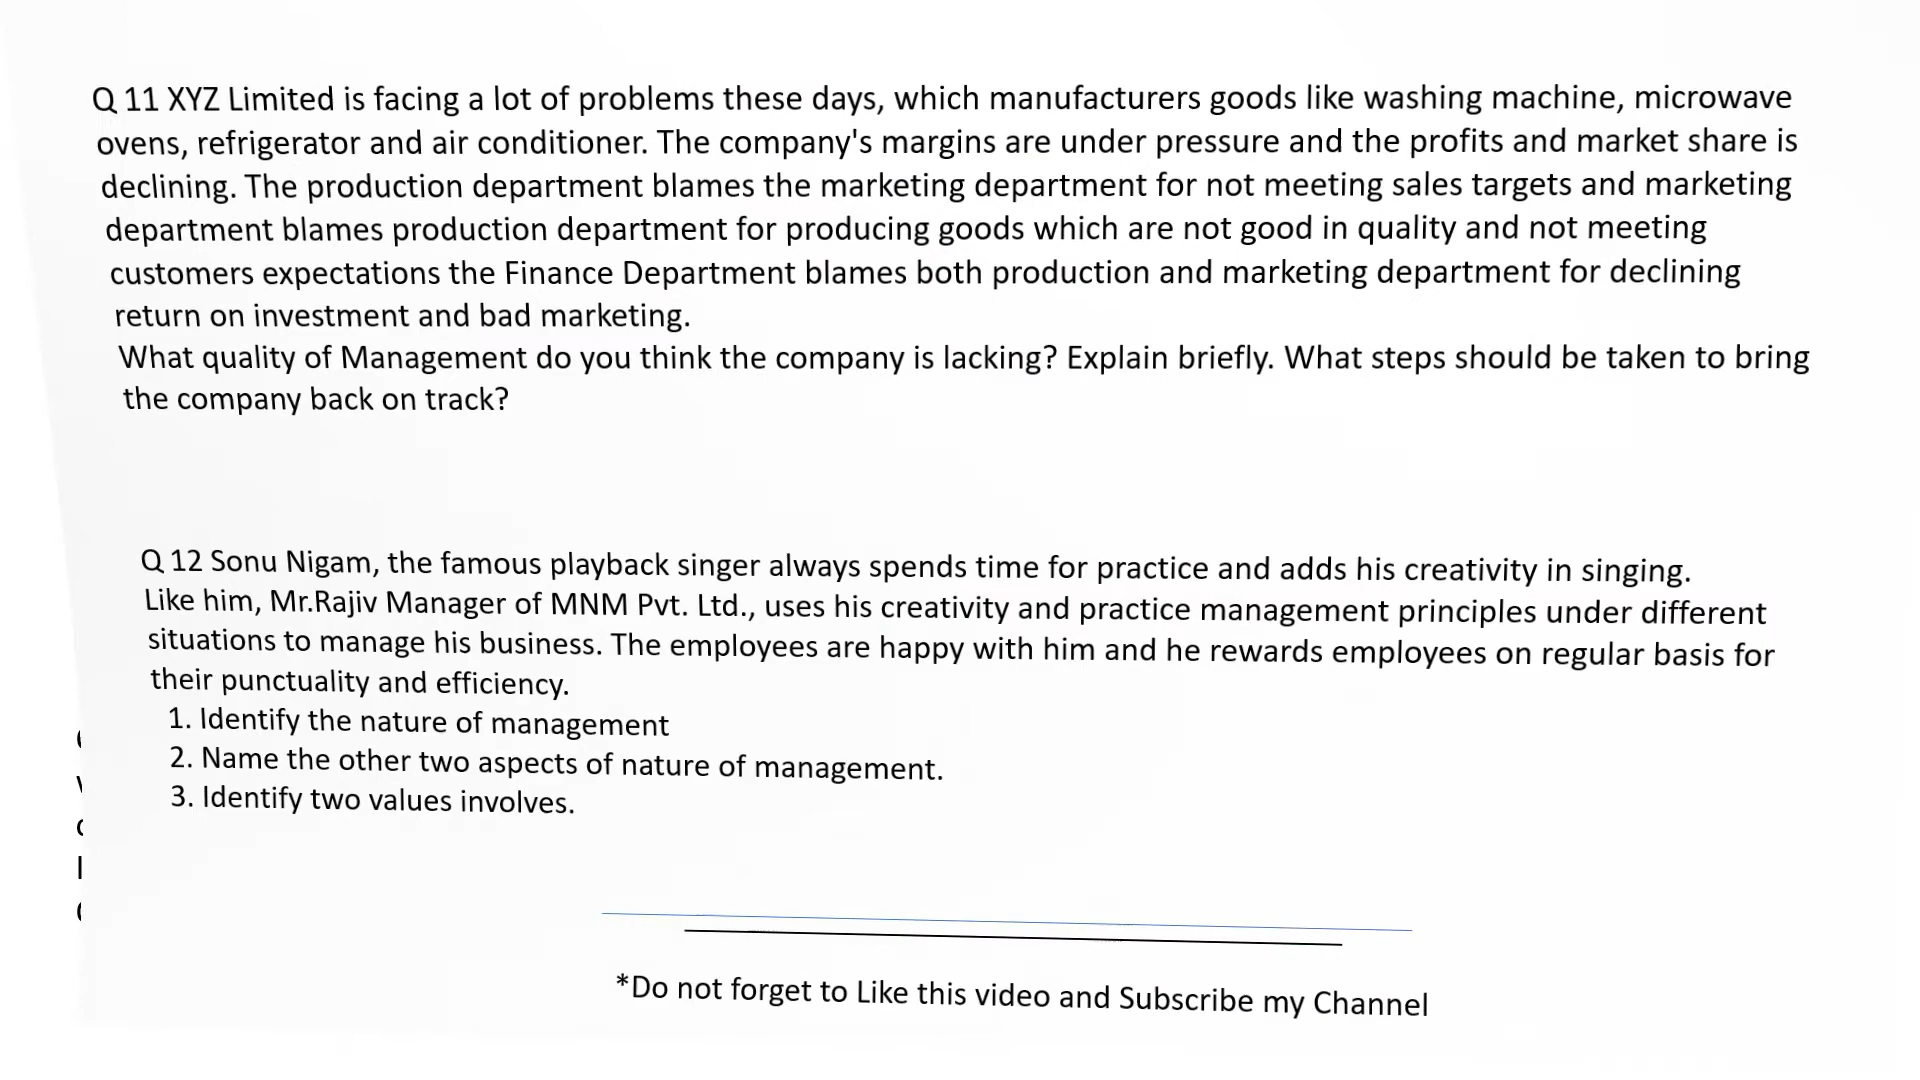 Q 11 XYZ Limited is facing a lot of problems these days, which manufacturers goods like washing machine, microwave
ovens, refrigerator and air conditioner. The company's margins are under pressure and the profits and market share is
declining. The production department blames the marketing department for not meeting sales targets and marketing
department blames production department for producing goods which are not good in quality and not meeting
customers expectations the Finance Department blames both production and marketing department for declining
return on investment and bad marketing.
What quality of Management do you think the company is lacking? Explain briefly. What steps should be taken to bring
the company back on track?
Q 12 Sonu Nigam, the famous playback singer always spends time for practice and adds his creativity in singing.
Like him, Mr.Rajiv Manager of MNM Pvt. Ltd., uses his creativity and practice management principles under different
situations to manage his business. The employees are happy with him and he rewards employees on regular basis for
their punctuality and efficiency.
1. Identify the nature of management
2. Name the other two aspects of nature of management.
3. Identify two values involves.
*Do not forget to Like this video and Subscribe my Channel